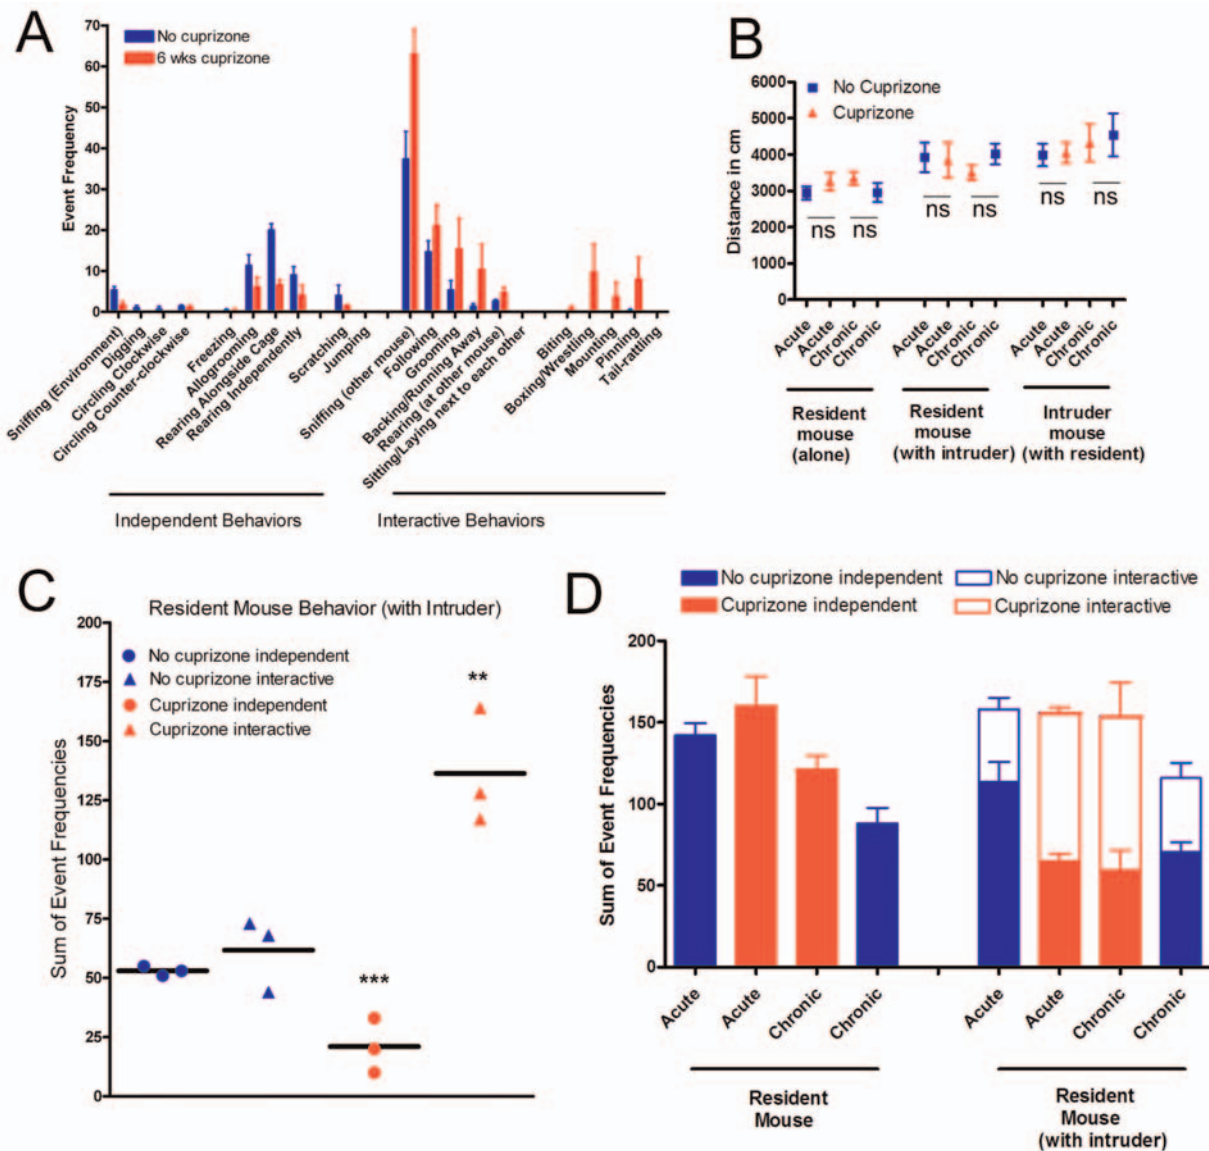 A
70
60
50
40
30
20
10
0
Event Frequency
No cuprizone
6 wks cuprizone
Sniffing (Environment)
Digging
Circling Clockwise
Circling Counter-clockwise
Freezing
Allogrooming
Rearing Alongside Cage
Rearing Independently
Scratching
Jumping
Sniffing (other mouse)
Following
Grooming
Backing/Running Away
Rearing (at other mouse)
Sitting/Laying next to each other
Biting
Boxing/Wrestling
Mounting
Pinning
Tail-rattling
Independent Behaviors
Interactive Behaviors
B
6000
5000
4000
3000
2000
1000
0
Distance in cm
No Cuprizone
Cuprizone
ns
ns
ns
ns
ns
ns
Acute
Acute
Chronic
Chronic
Acute
Acute
Chronic
Chronic
Acute
Acute
Chronic
Chronic
Resident
mouse
(alone)
Resident
mouse
(with intruder)
Intruder
mouse
(with resident)
C
Resident Mouse Behavior (with Intruder)
200
175
150
125
100
75
50
25
0
Sum of Event Frequencies
No cuprizone independent
No cuprizone interactive
Cuprizone independent
Cuprizone interactive
**
***
D
No cuprizone independent
No cuprizone interactive
Cuprizone independent
Cuprizone interactive
200
150
100
50
0
Sum of Event Frequencies
Acute
Acute
Chronic
Chronic
Acute
Acute
Chronic
Chronic
Resident
Mouse
Resident
Mouse
(with intruder)